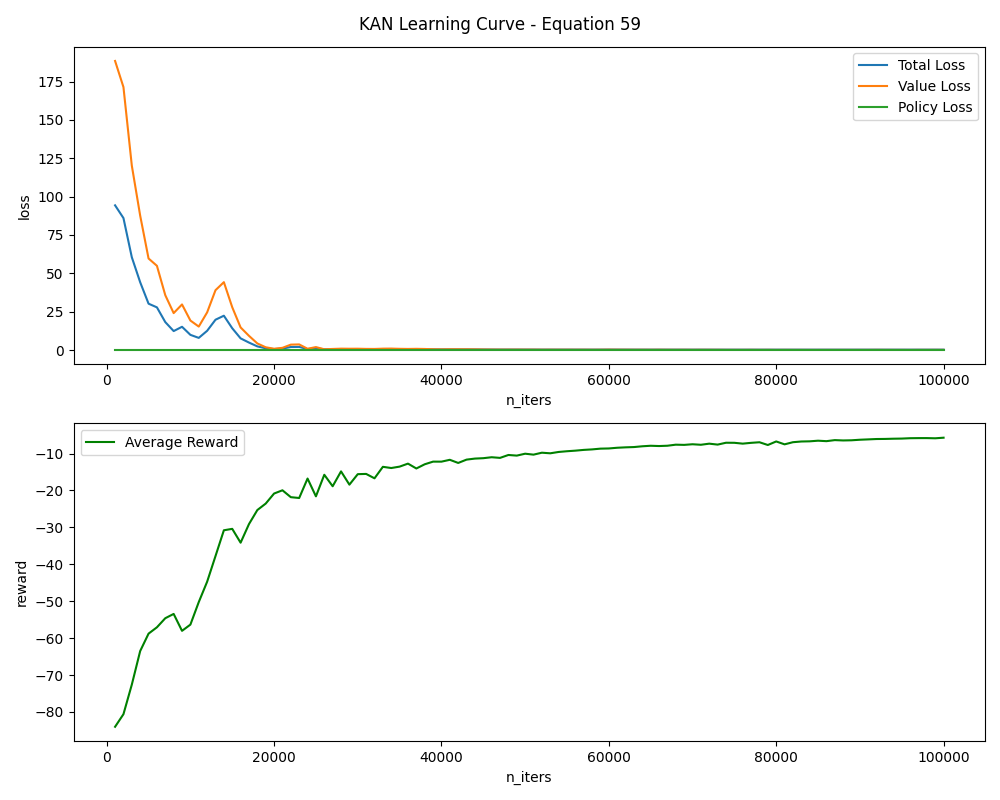 KAN Learning Curve - Equation 59
Total Loss
Value Loss
Policy Loss
175
150
125
100
75
50
25
0
loss
0 20000 40000 60000 80000 100000
n_iters
Average Reward
−10
−20
−30
−40
−50
−60
−70
−80
reward
0 20000 40000 60000 80000 100000
n_iters